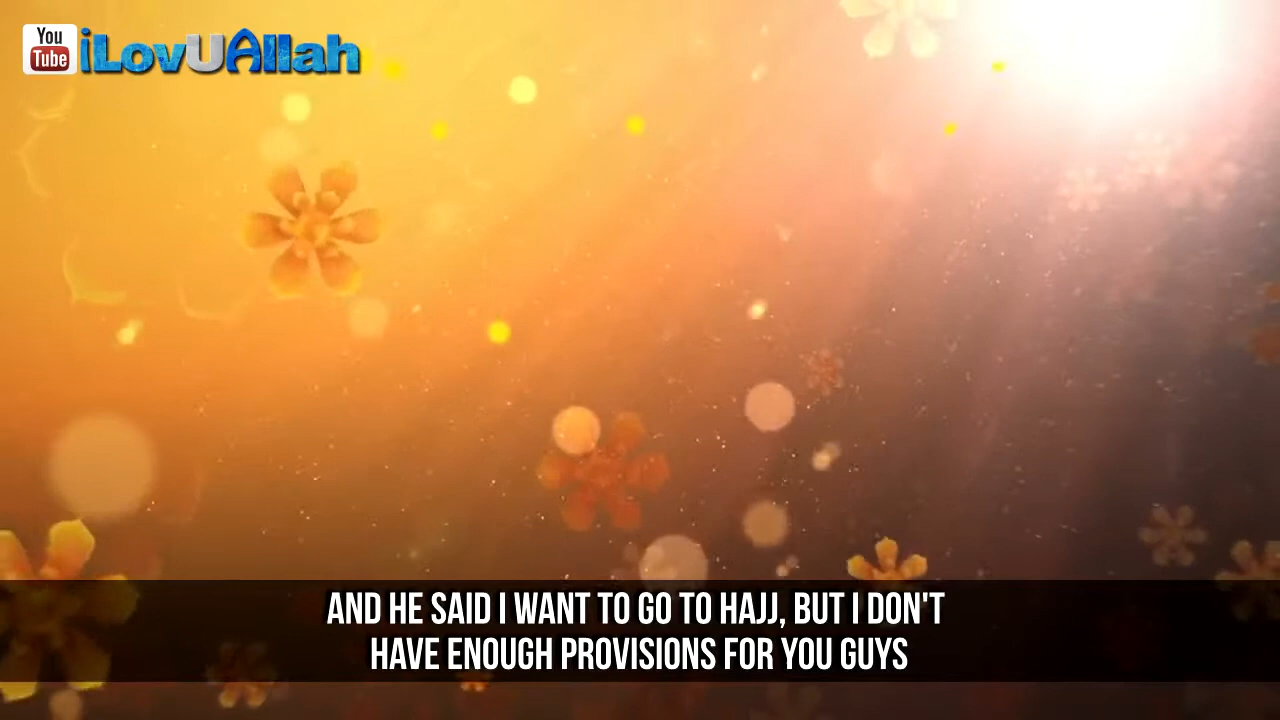 You
Tube
iLovUAllah
AND HE SAID I WANT TO GO TO HAJJ, BUT I DON'T
HAVE ENOUGH PROVISIONS FOR YOU GUYS